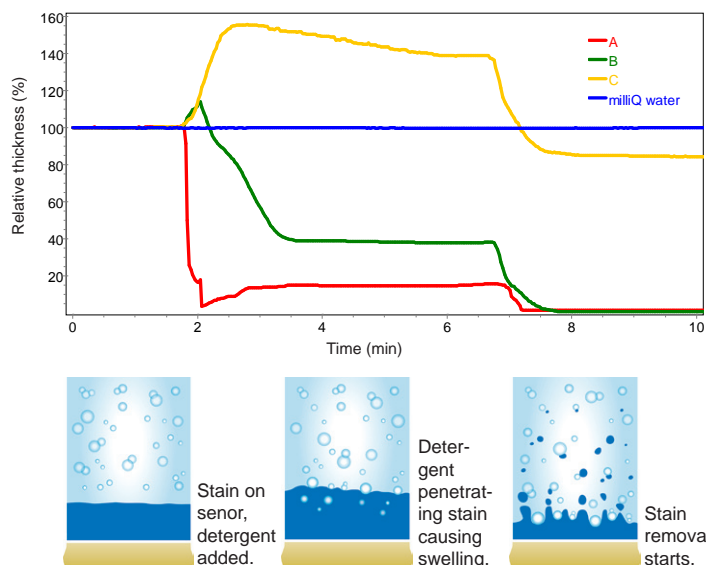 160
140
120
100
80
60
40
20
Relative thickness (%)
A
B
C
milliQ water
0 2 4 6 8 10
Time (min)
Stain on
senor,
detergent
added.
Deter-
gent
penetrat-
ing stain
causing
swelling.
Stain
remova
starts.